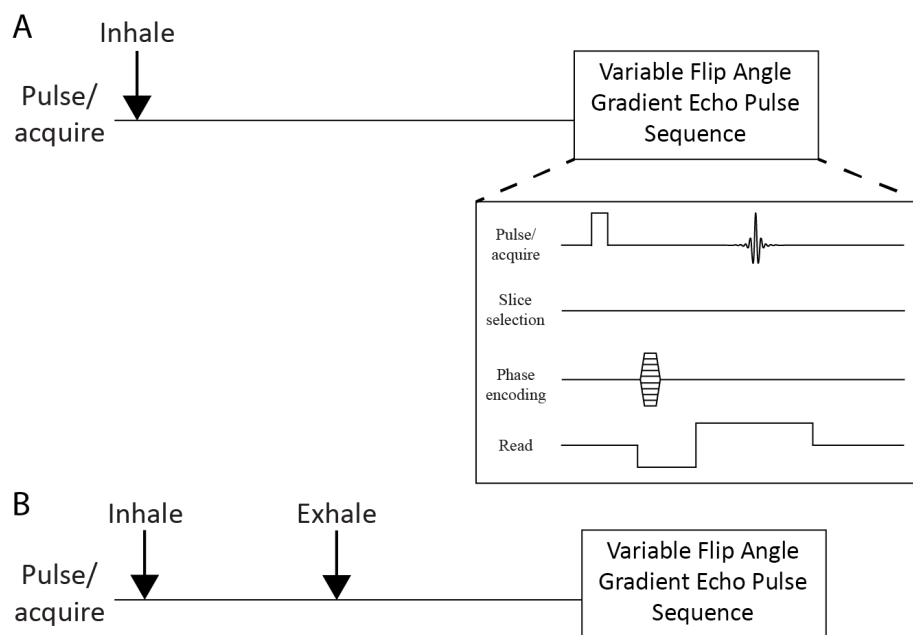 A
Inhale
Pulse/
acquire
Variable Flip Angle
Gradient Echo Pulse
Sequence
Pulse/
acquire
Slice
selection
Phase
encoding
Read
B
Inhale
Exhale
Pulse/
acquire
Variable Flip Angle
Gradient Echo Pulse
Sequence